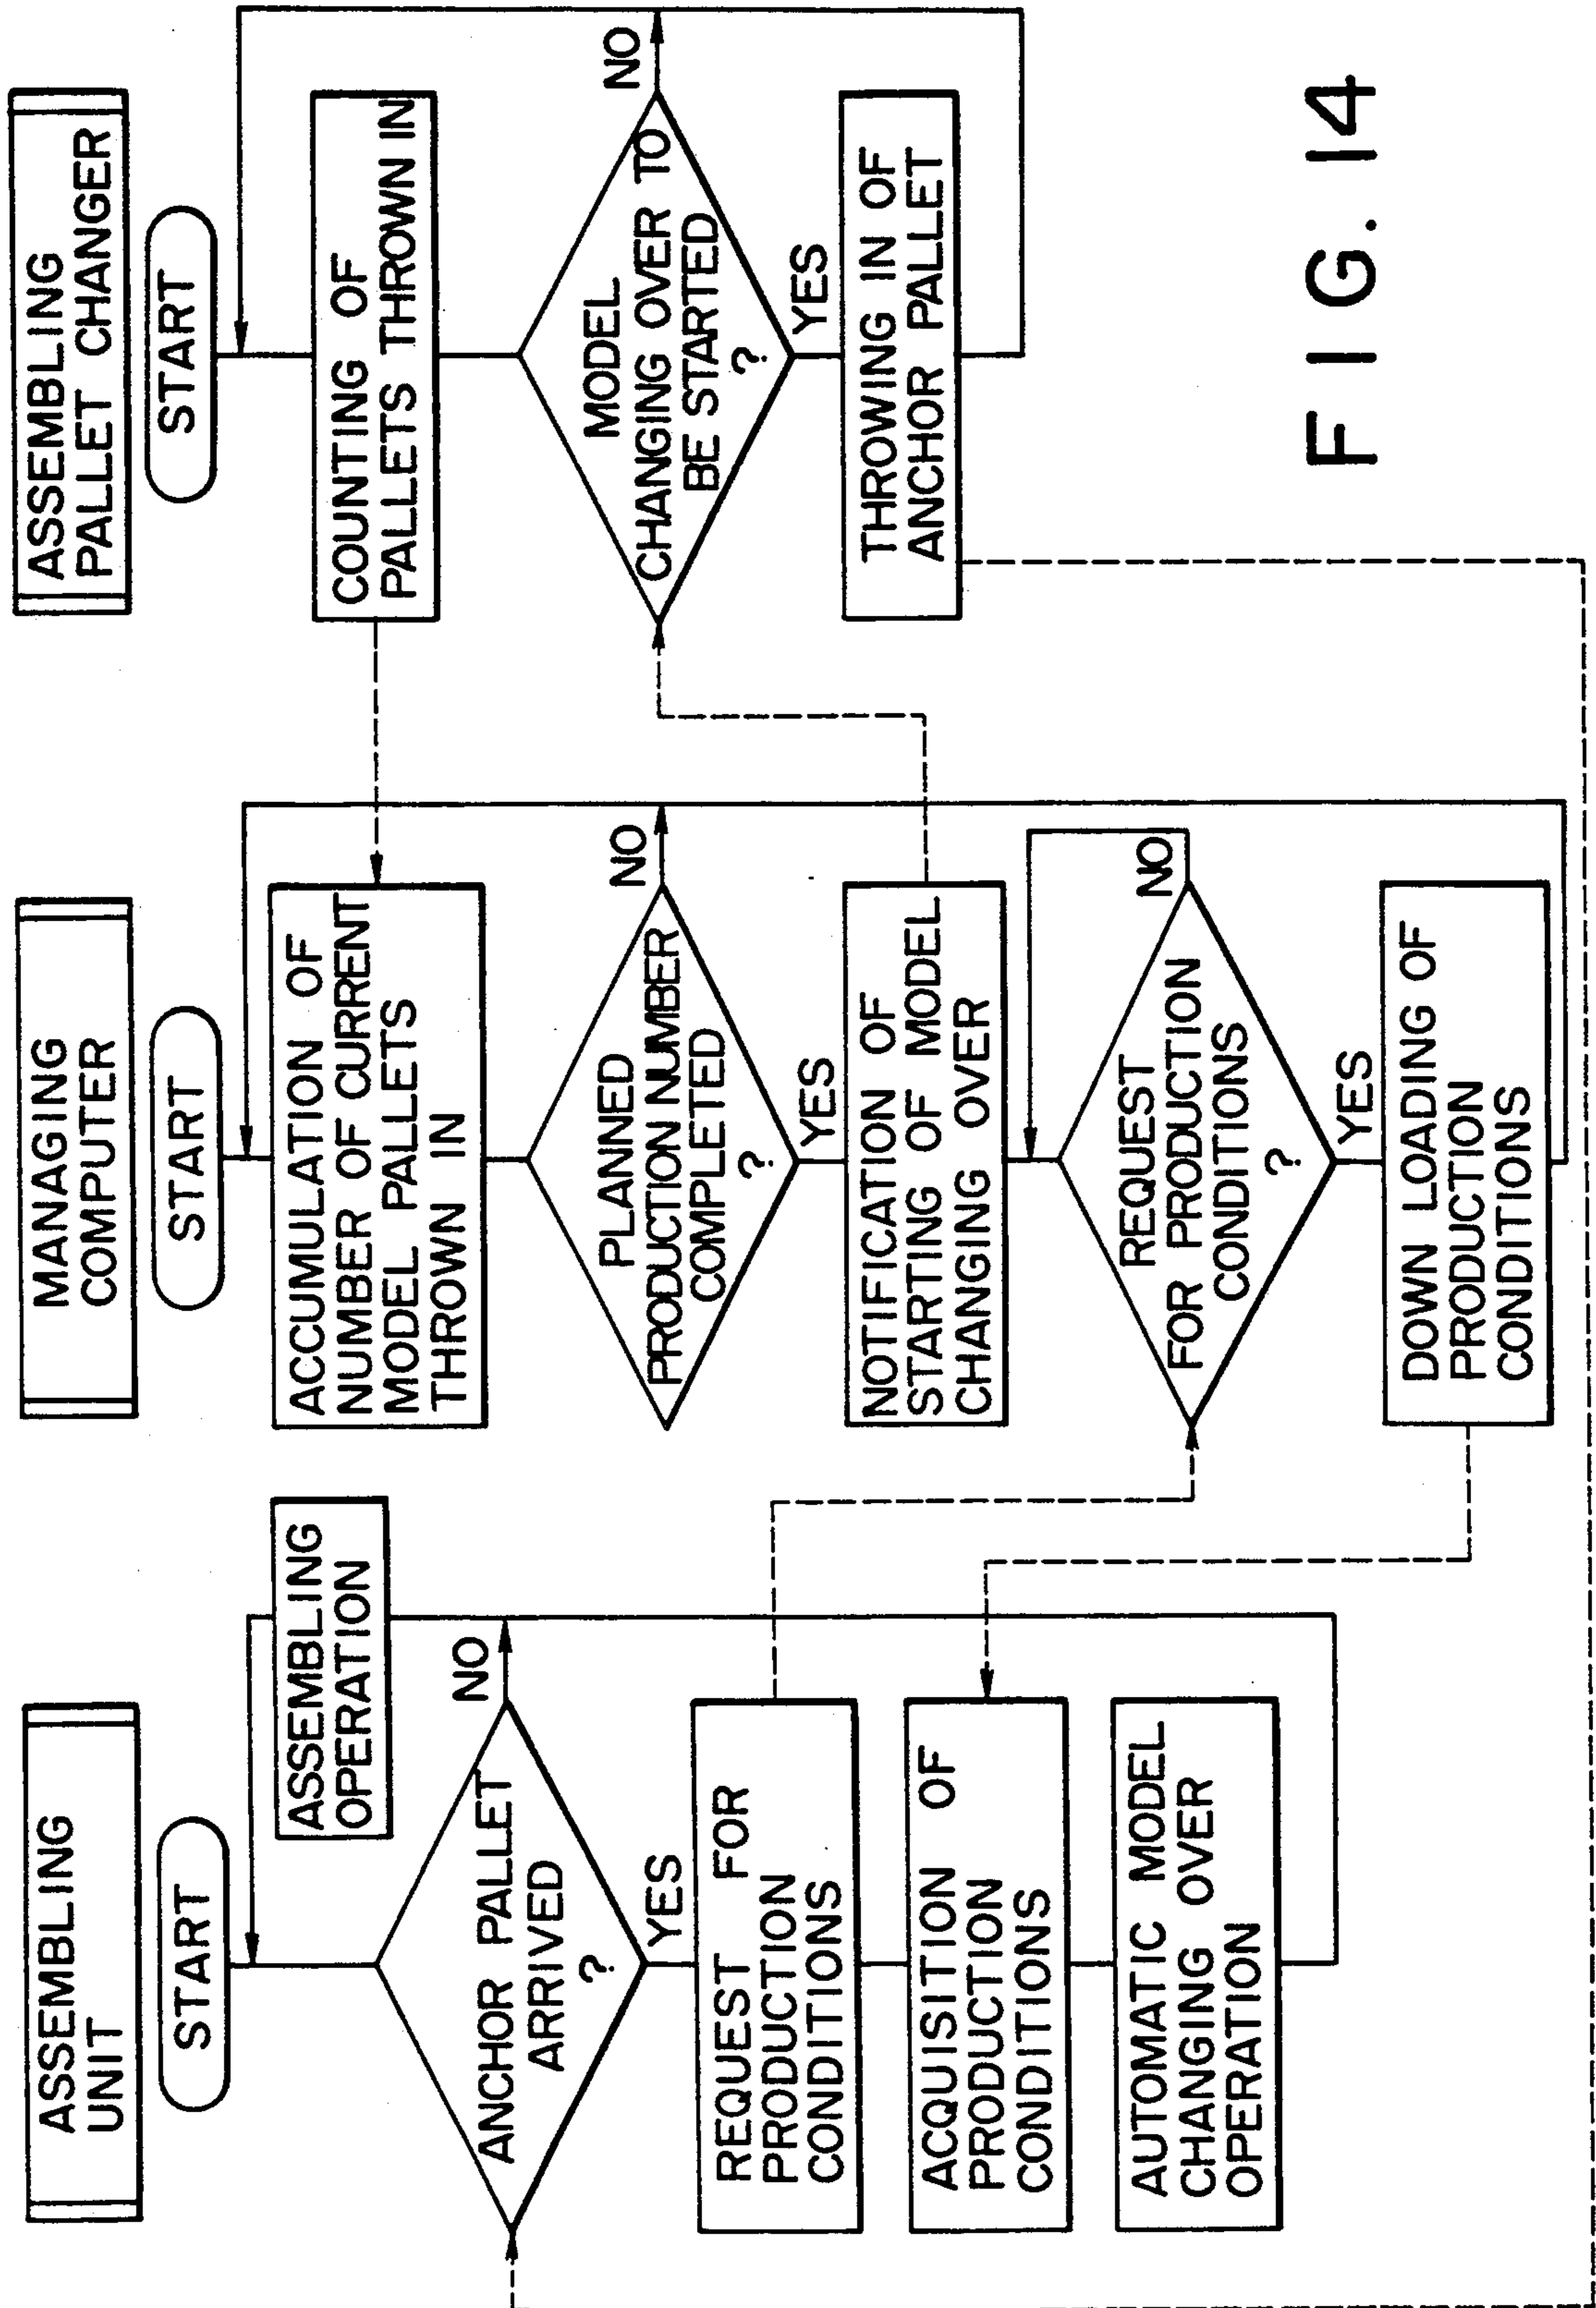 ASSEMBLING
UNIT
START
ASSEMBLING
OPERATION
ANCHOR PALLET
ARRIVED
?
NO
YES
REQUEST FOR
PRODUCTION
CONDITIONS
ACQUISITION OF
PRODUCTION
CONDITIONS
AUTOMATIC MODEL
CHANGING OVER
OPERATION
MANAGING
COMPUTER
START
ACCUMULATION OF
NUMBER OF CURRENT
MODEL PALLETS
THROWN IN
PLANNED
PRODUCTION NUMBER
COMPLETED
?
NO
YES
NOTIFICATION OF
STARTING OF MODEL
CHANGING OVER
REQUEST
FOR PRODUCTION
CONDITIONS
?
NO
YES
DOWN LOADING OF
PRODUCTION
CONDITIONS
ASSEMBLING
PALLET CHANGER
START
COUNTING OF
PALLETS THROWN IN
MODEL
CHANGING OVER TO
BE STARTED
?
NO
YES
THROWING IN OF
ANCHOR PALLET
FIG. 14